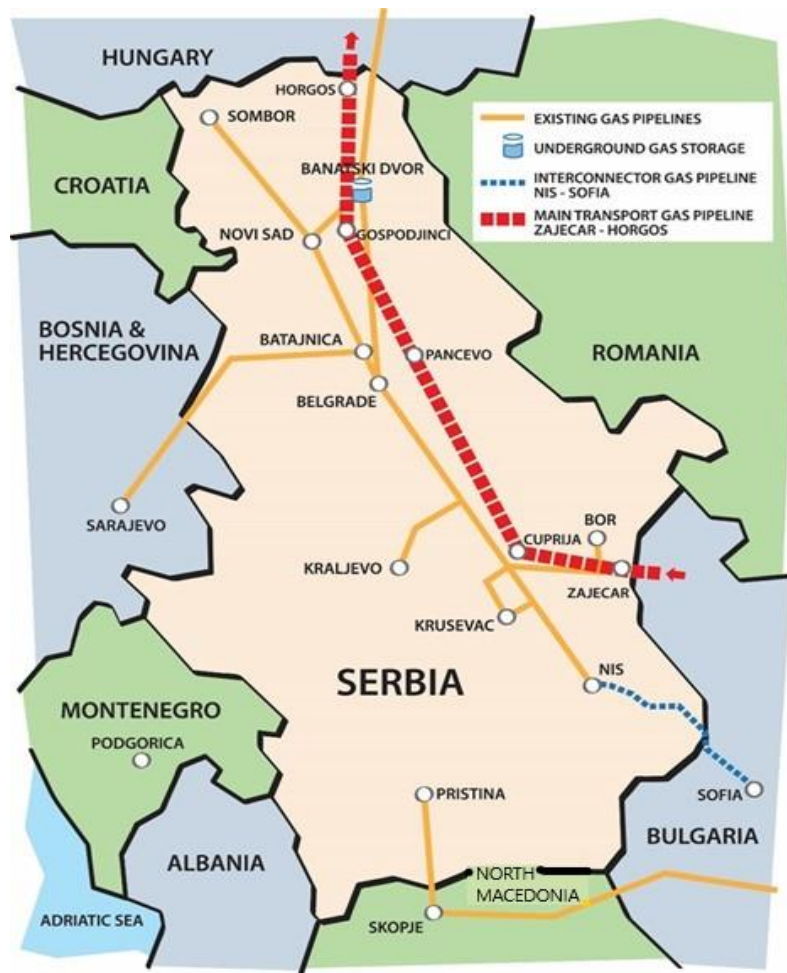 HUNGARY
HORGOS
SOMBOR
EXISTING GAS PIPELINES
UNDERGROUND GAS STORAGE
INTERCONNECTOR GAS PIPELINE
NIS - SOFIA
MAIN TRANSPORT GAS PIPELINE
ZAJECAR - HORGOS
BANATSKI DVOR
CROATIA
NOVI SAD
GOSPODJINCI
BOSNIA &
HERCEGOVINA
BATAJNICA
PANCEVO
ROMANIA
BELGRADE
SARAJEVO
BOR
CUPRIJA
KRALJEVO
ZAJECAR
KRUSEVAC
SERBIA
NIS
MONTENEGRO
PODGORICA
PRISTINA
SOFIA
BULGARIA
ALBANIA
NORTH
MACEDONIA
ADRIATIC SEA
SKOPJE